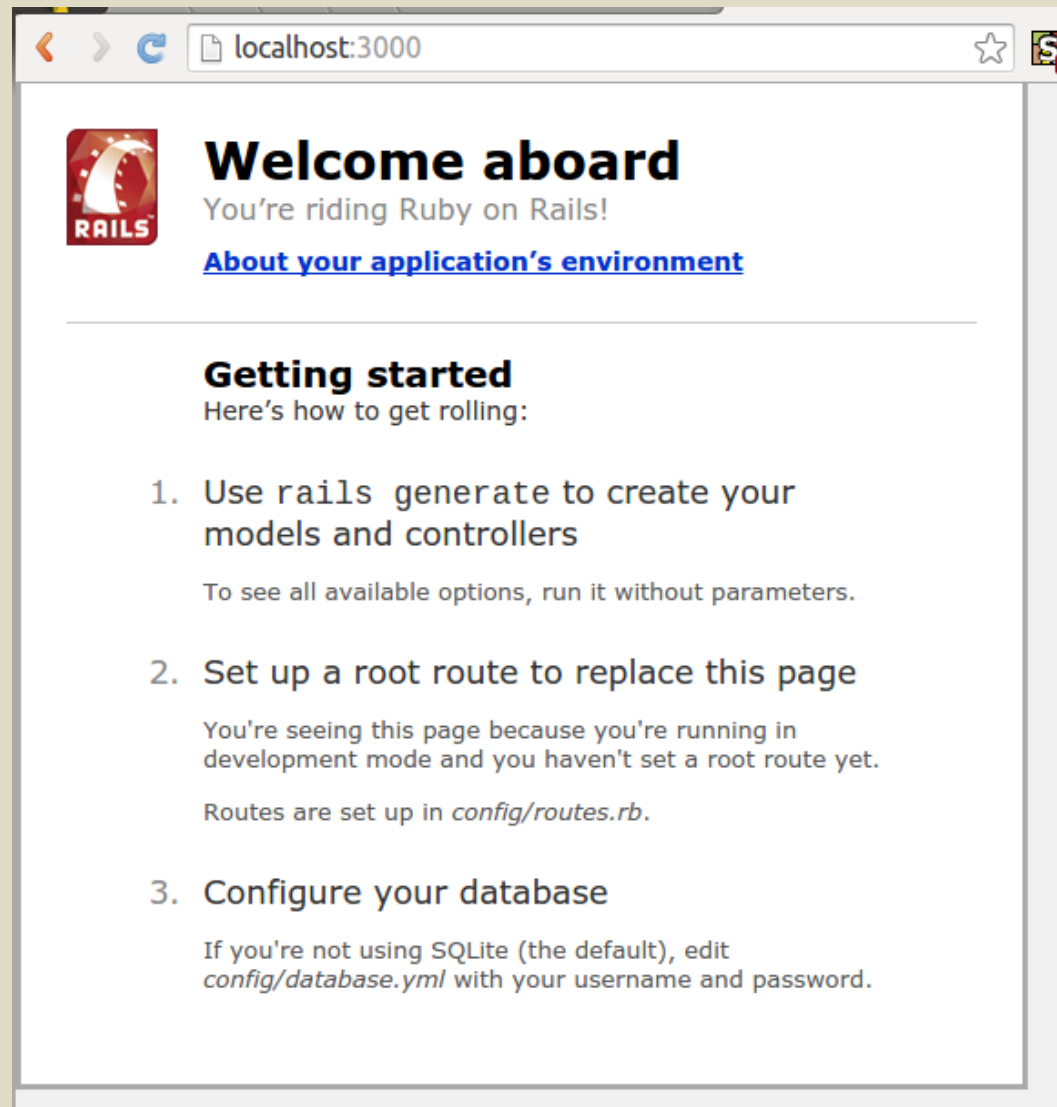 localhost:3000
S
RAILS™
Welcome aboard
You’re riding Ruby on Rails!
About your application’s environment
Getting started
Here’s how to get rolling:
1. Use rails generate to create your
models and controllers
To see all available options, run it without parameters.
2. Set up a root route to replace this page
You're seeing this page because you're running in
development mode and you haven't set a root route yet.
Routes are set up in config/routes.rb.
3. Configure your database
If you're not using SQLite (the default), edit
config/database.yml with your username and password.